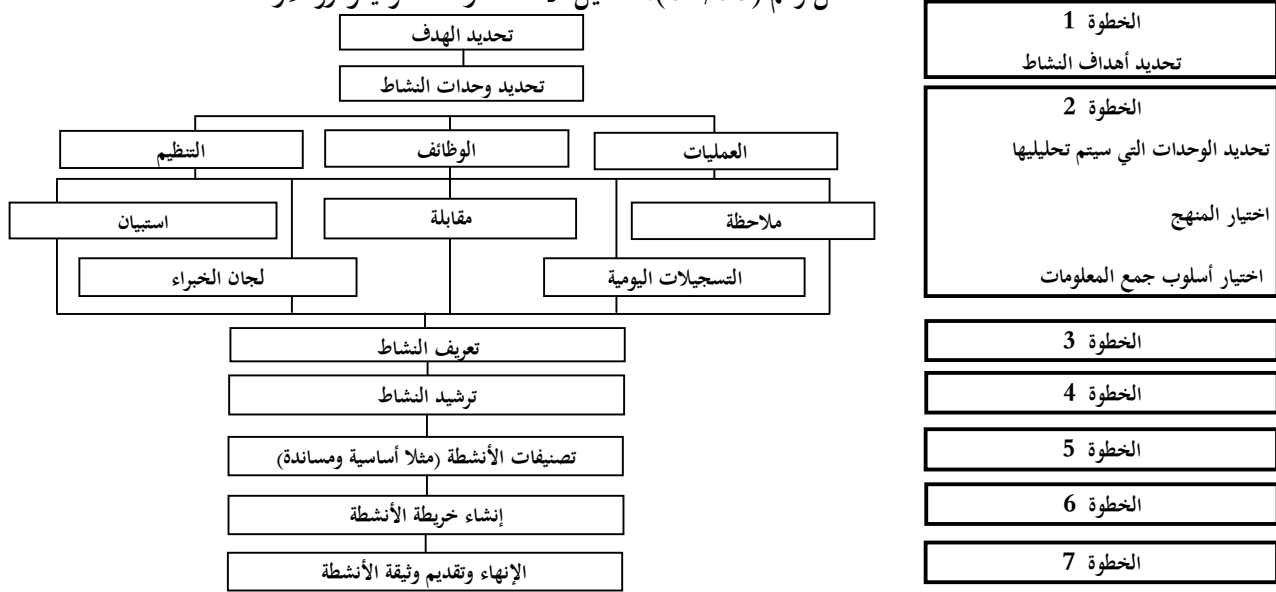 الخطوة 1
تحديد أهداف النشاط
تحديد الهدف
تحديد وحدات النشاط
الخطوة 2
تحديد الوحدات التي سيتم تحليليها
اختيار المنهج
اختيار أسلوب جمع المعلومات
العمليات
الوظائف
التنظيم
ملاحظة
مقابلة
استبيان
التسجيلات اليومية
لجان الخبراء
الخطوة 3
تعريف النشاط
الخطوة 4
ترشيد النشاط
الخطوة 5
تصنيفات الأنشطة (مثلا أساسية ومساندة)
الخطوة 6
إنشاء خريطة الأنشطة
الخطوة 7
الإنهاء وتقديم وثيقة الأنشطة